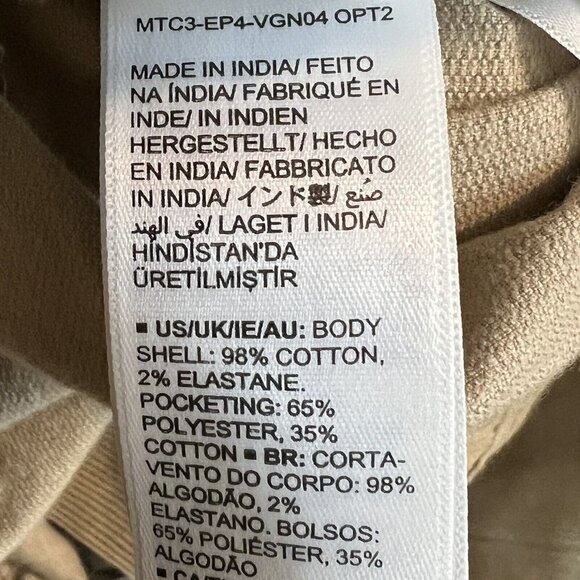 MTC3-EP4-VGN04 OPT2
MADE IN INDIA/ FEITO
NA ÍNDIA/ FABRIQUÉ EN
INDE/ IN INDIEN
HERGESTELLT/ HECHO
EN INDIA/ FABBRICATO
IN INDIA/ インド製/ صُنع
في الهند/ LAGET I INDIA/
HİNDİSTAN'DA
ÜRETİLMİŞTİR
■ US/UK/IE/AU: BODY
SHELL: 98% COTTON,
2% ELASTANE.
POCKETING: 65%
POLYESTER, 35%
COTTON ■ BR: CORTA-
VENTO DO CORPO: 98%
ALGODÃO, 2%
ELASTANO. BOLSOS:
65% POLIÉSTER, 35%
ALGODÃO